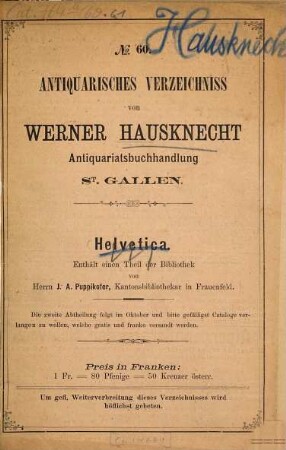 Hauskneck
№ 60.
ANTIQUARISCHES VERZEICHNISS
von
WERNER HAUSKNECHT
Antiquariatsbuchhandlung
ST. GALLEN.
Helvetica
Enthält einen Theil der Bibliothek
von
Herrn J. A. Puppikofer, Kantonsbibliothekar in Frauenfeld.
Die zweite Abtheilung folgt im Oktober und bitte gefälligst Cataloge ver-
langen zu wollen, welche gratis und franko versandt werden.
Preis in Franken:
1 Fr. = 80 Pfenige = 50 Kreuzer österr.
Um gefl. Weiterverbreitung dieses Verzeichnisses wird
höflichst gebeten.